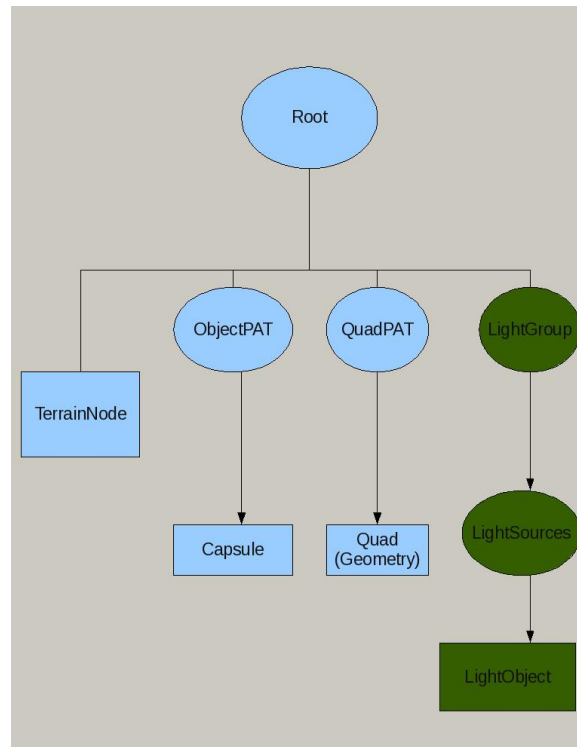 Root
ObjectPAT
QuadPAT
LightGroup
TerrainNode
LightSources
Capsule
Quad
(Geometry)
LightObject